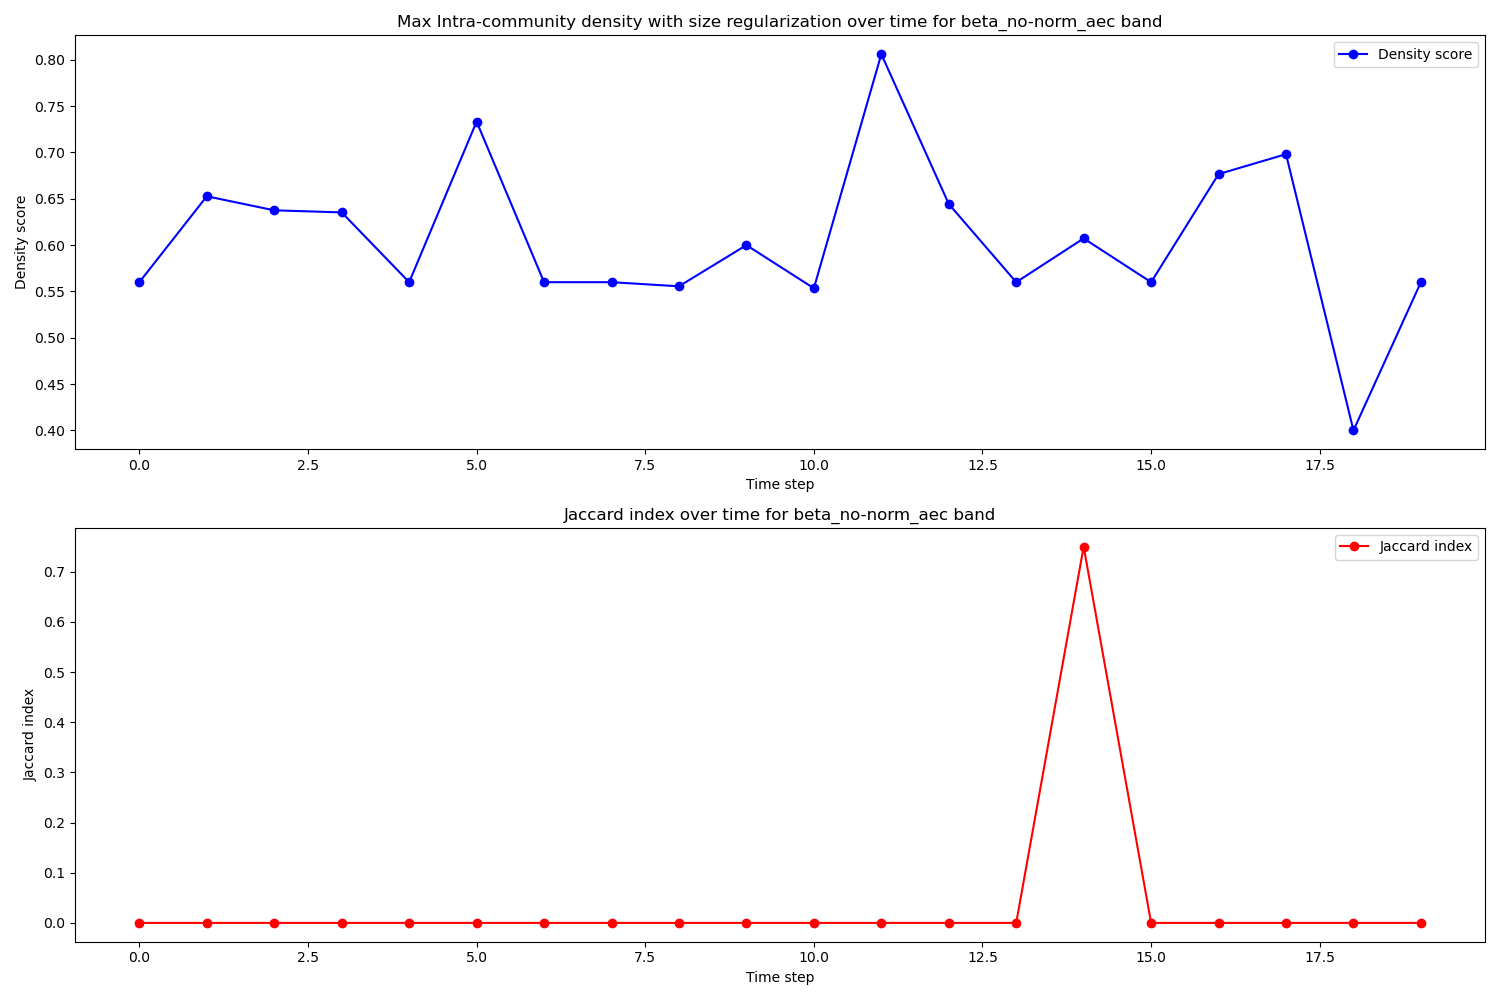 Max Intra-community density with size regularization over time for beta_no-norm_aec band
Density score
Density score
0.80
0.75
0.70
0.65
0.60
0.55
0.50
0.45
0.40
0.0 2.5 5.0 7.5 10.0 12.5 15.0 17.5
Time step
Jaccard index over time for beta_no-norm_aec band
Jaccard index
Jaccard index
0.7
0.6
0.5
0.4
0.3
0.2
0.1
0.0
0.0 2.5 5.0 7.5 10.0 12.5 15.0 17.5
Time step